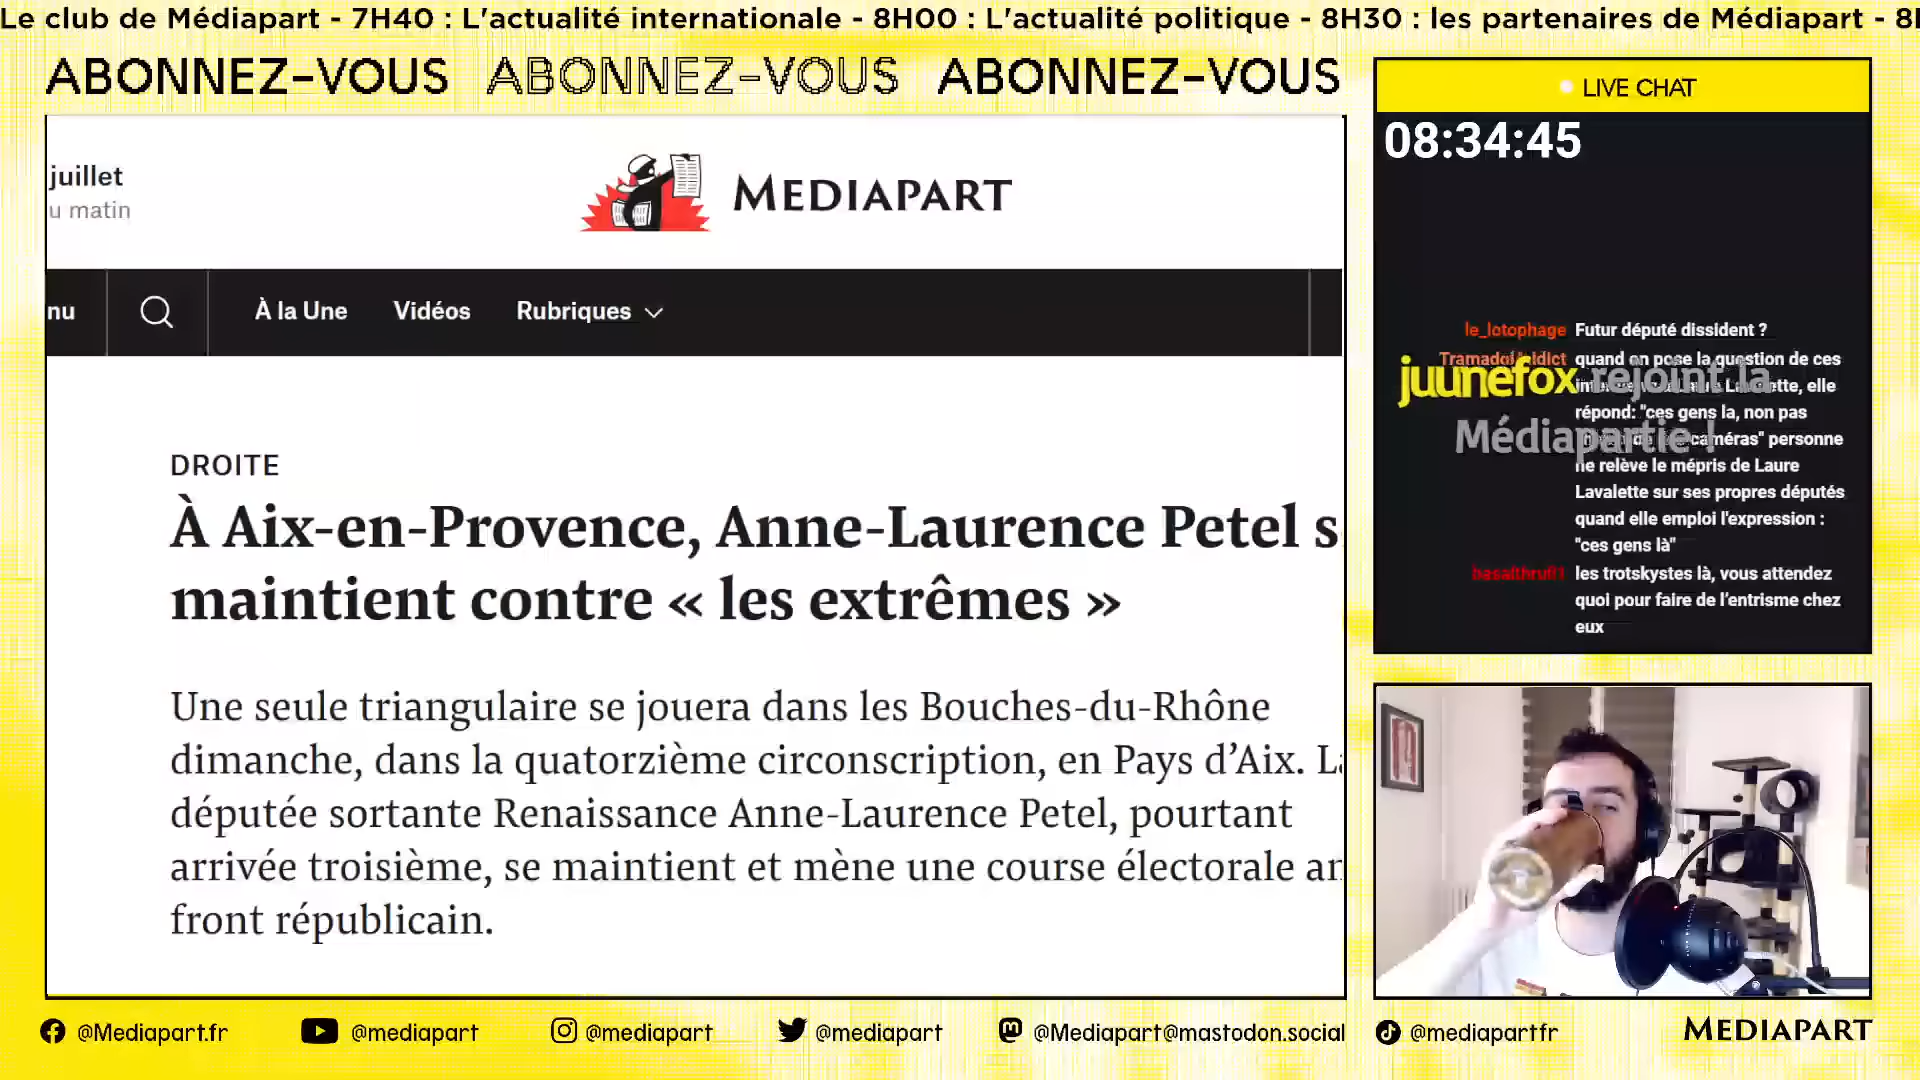 Le club de Médiapart - 7H40 : L'actualité internationale - 8H00 : L'actualité politique - 8H30 : les partenaires de Médiapart - 8
ABONNEZ-VOUS ABONNEZ-VOUS ABONNEZ-VOUS
LIVE CHAT
08:34:45
juillet
u matin
MEDIAPART
nu
À la Une
Vidéos
Rubriques
DROITE
À Aix-en-Provence, Anne-Laurence Petel s
maintient contre « les extrêmes »
Une seule triangulaire se jouera dans les Bouches-du-Rhône
dimanche, dans la quatorzième circonscription, en Pays d’Aix. La
députée sortante Renaissance Anne-Laurence Petel, pourtant
arrivée troisième, se maintient et mène une course électorale an
front républicain.
le_lotophage Futur député dissident ?
quand on pose la question de ces
elle
répond: "ces gens la, non pas
caméras" personne
ne relève le mépris de Laure
Lavalette sur ses propres députés
quand elle emploi l'expression :
"ces gens là"
les trotskystes là, vous attendez
quoi pour faire de l'entrisme chez
eux
juunefox rejoint la
Médiapartie !
@Mediapart.fr
@mediapart
@mediapart
@mediapart
@Mediapart@mastodon.social
@mediapartfr
MEDIAPART